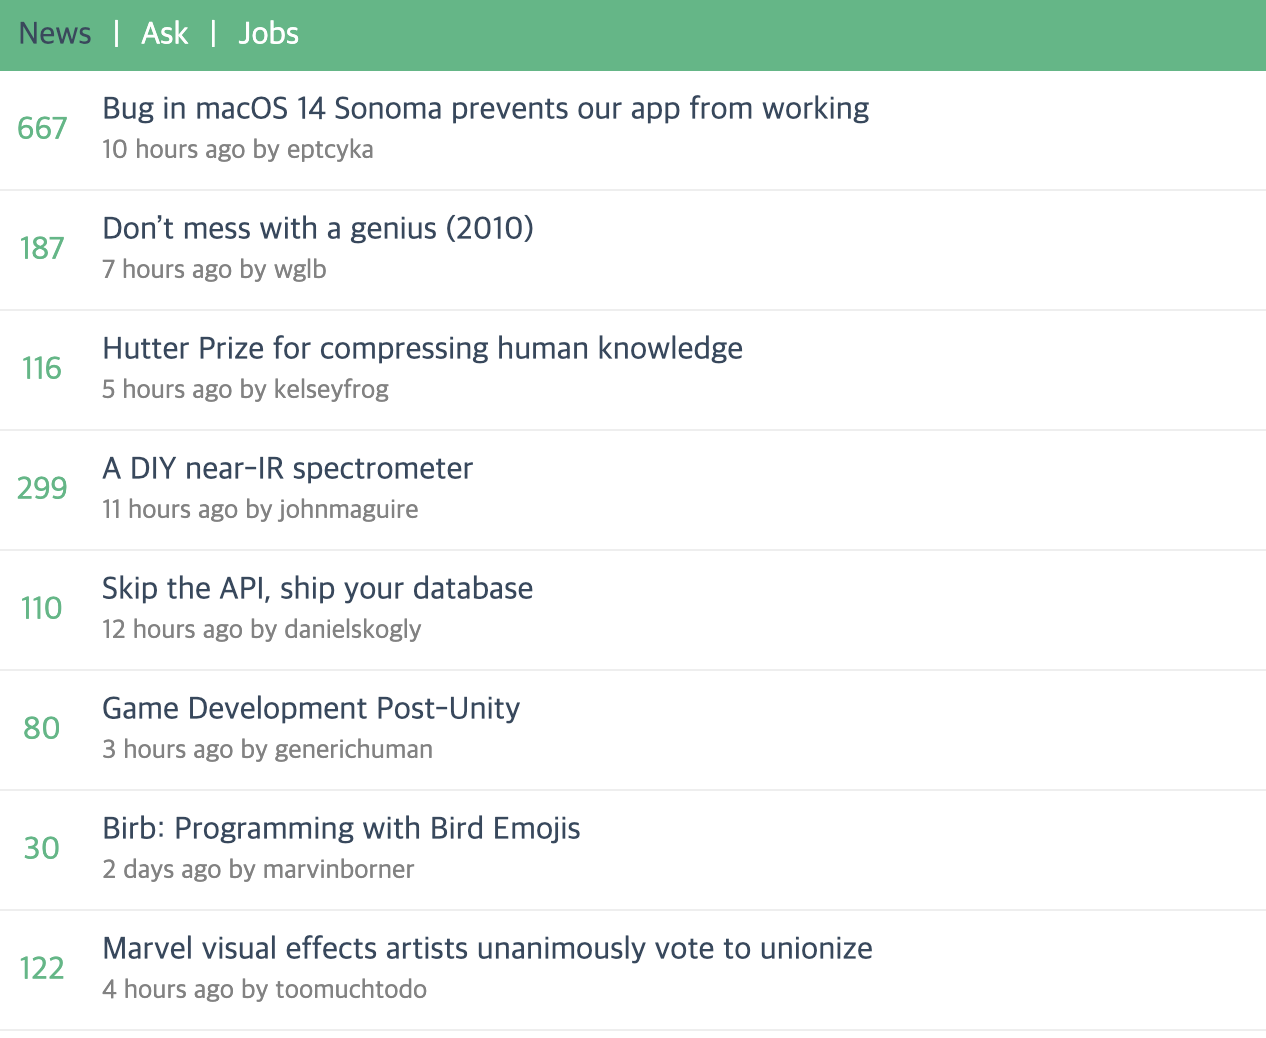 News | Ask | Jobs
667
Bug in macOS 14 Sonoma prevents our app from working
10 hours ago by eptcyka
187
Don’t mess with a genius (2010)
7 hours ago by wglb
116
Hutter Prize for compressing human knowledge
5 hours ago by kelseyfrog
299
A DIY near-IR spectrometer
11 hours ago by johnmaguire
110
Skip the API, ship your database
12 hours ago by danielskogly
80
Game Development Post-Unity
3 hours ago by generichuman
30
Birb: Programming with Bird Emojis
2 days ago by marvinborner
122
Marvel visual effects artists unanimously vote to unionize
4 hours ago by toomuchtodo